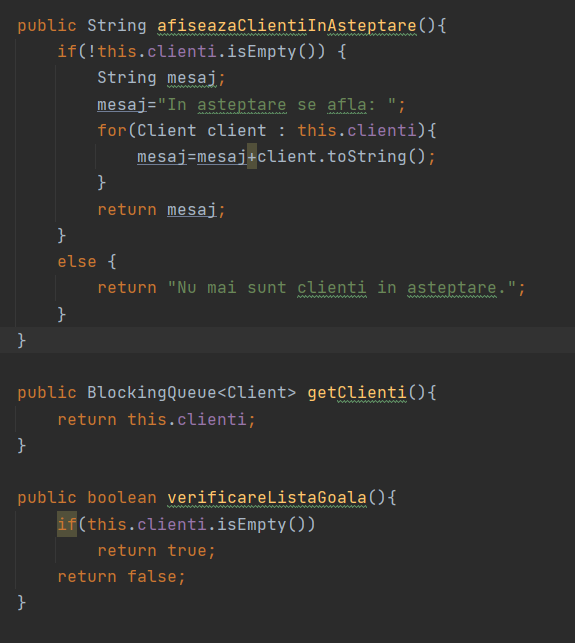 public String afiseazaClientiInAsteptare(){
if(!this.clienti.isEmpty()) {
String mesaj;
mesaj="In asteptare se afla: ";
for(Client client : this.clienti){
mesaj=mesaj+client.toString();
}
return mesaj;
}
else {
return "Nu mai sunt clienti in asteptare.";
}
}
public BlockingQueue<Client> getClienti(){
return this.clienti;
}
public boolean verificareListaGoala(){
if(this.clienti.isEmpty())
return true;
return false;
}